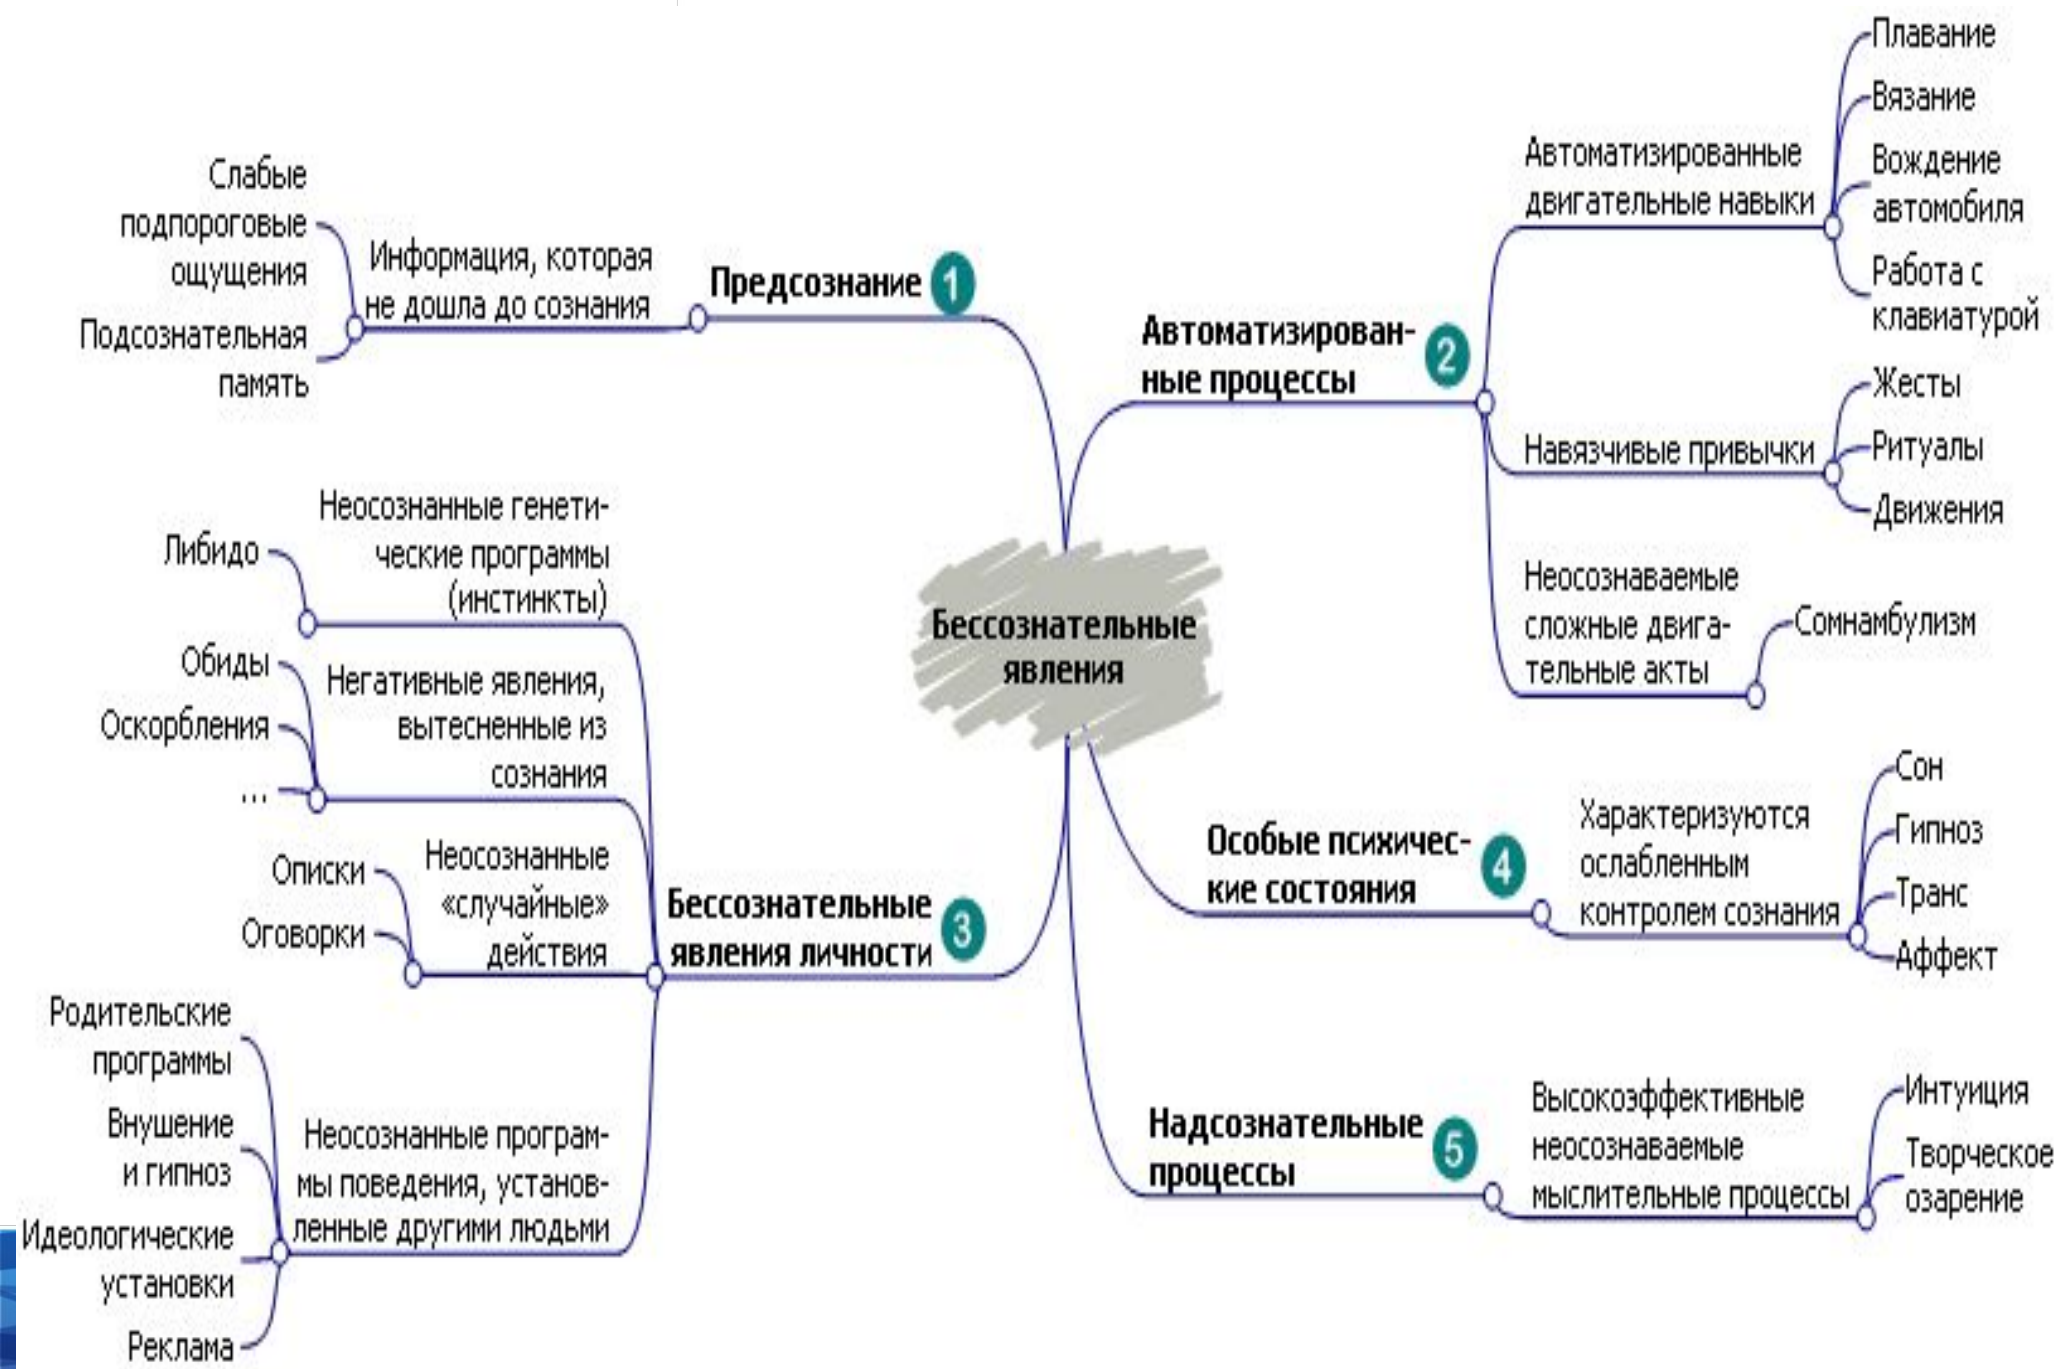 Бессознательные
явления
Предсознание 1
Информация, которая
не дошла до сознания
Слабые
подпороговые
ощущения
Подсознательная
память
Автоматизирован-
ные процессы 2
Автоматизированные
двигательные навыки
Плавание
Вязание
Вождение
автомобиля
Работа с
клавиатурой
Навязчивые привычки
Жесты
Ритуалы
Движения
Неосознаваемые
сложные двига-
тельные акты
Сомнамбулизм
Бессознательные
явления личности 3
Неосознанные генети-
ческие программы
(инстинкты)
Либидо
Негативные явления,
вытесненные из
сознания
Обиды
Оскорбления
...
Неосознанные
«случайные»
действия
Описки
Оговорки
Неосознанные програм-
мы поведения, установ-
ленные другими людьми
Родительские
программы
Внушение
и гипноз
Идеологические
установки
Реклама
Особые психичес-
кие состояния 4
Характеризуются
ослабленным
контролем сознания
Сон
Гипноз
Транс
Аффект
Надсознательные
процессы 5
Высокоэффективные
неосознаваемые
мыслительные процессы
Интуиция
Творческое
озарение